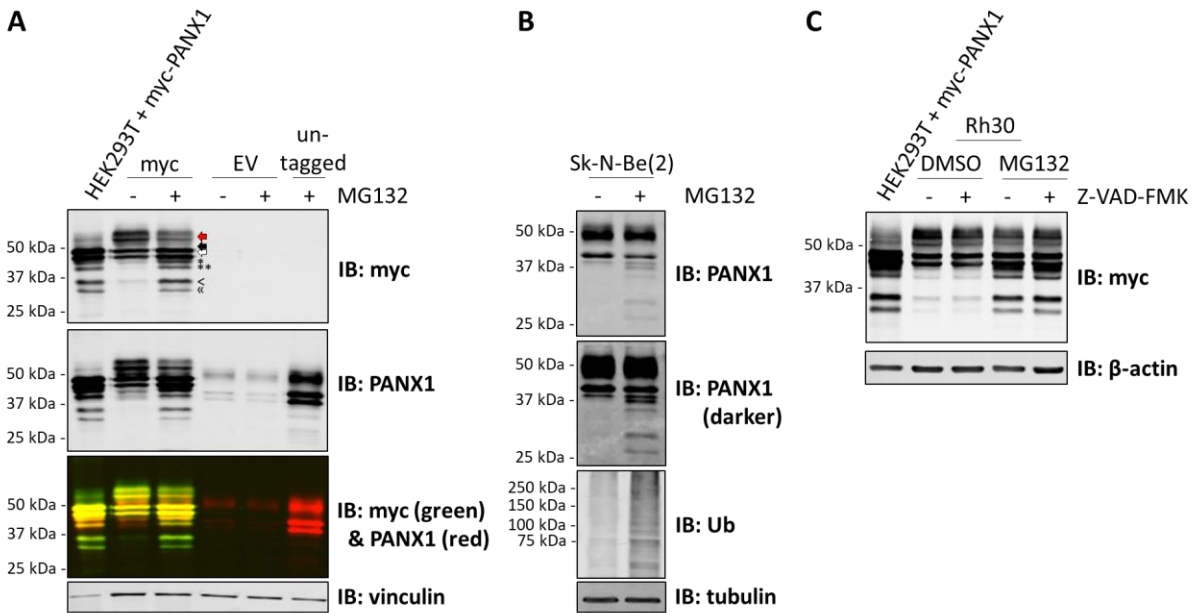 A
HEK293T + myc-PANX1
myc
EV
un-
tagged
- + - + + MG132
50 kDa -
37 kDa -
25 kDa -
*
**
<
«
IB: myc
50 kDa -
37 kDa -
25 kDa -
IB: PANX1
50 kDa -
37 kDa -
25 kDa -
IB: myc (green)
& PANX1 (red)
IB: vinculin
B
Sk-N-Be(2)
- + MG132
50 kDa -
37 kDa -
25 kDa -
IB: PANX1
50 kDa -
37 kDa -
25 kDa -
IB: PANX1
(darker)
250 kDa -
150 kDa -
100 kDa -
75 kDa -
IB: Ub
IB: tubulin
C
HEK293T + myc-PANX1
Rh30
DMSO MG132
- + - + Z-VAD-FMK
50 kDa -
37 kDa -
IB: myc
IB: β-actin